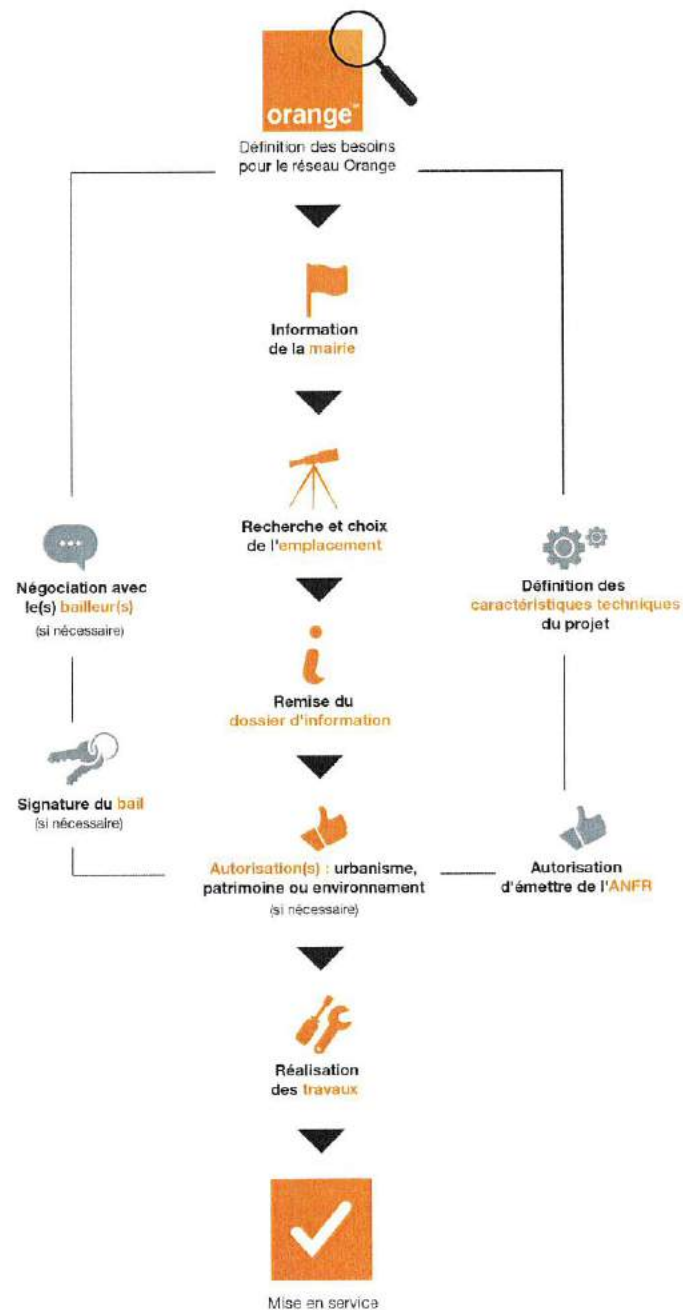 orange™
Définition des besoins
pour le réseau Orange
Information
de la mairie
Recherche et choix
de l'emplacement
Négociation avec
le(s) bailleur(s)
(si nécessaire)
Définition des
caractéristiques techniques
du projet
Remise du
dossier d'information
Signature du bail
(si nécessaire)
Autorisation(s) : urbanisme,
patrimoine ou environnement
(si nécessaire)
Autorisation
d'émettre de l'ANFR
Réalisation
des travaux
Mise en service